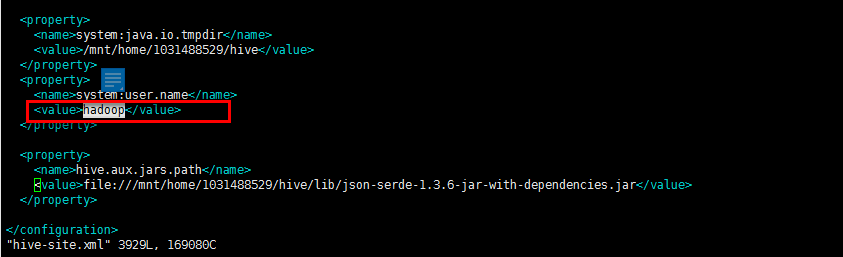 <property>
<name>system:java.io.tmpdir</name>
<value>/mnt/home/1031488529/hive</value>
</property>
<property>
<name>system:user.name</name>
<value>hadoop</value>
</property>
<property>
<name>hive.aux.jars.path</name>
<value>file:///mnt/home/1031488529/hive/lib/json-serde-1.3.6-jar-with-dependencies.jar</value>
</property>
</configuration>
"hive-site.xml" 3929L, 169080C